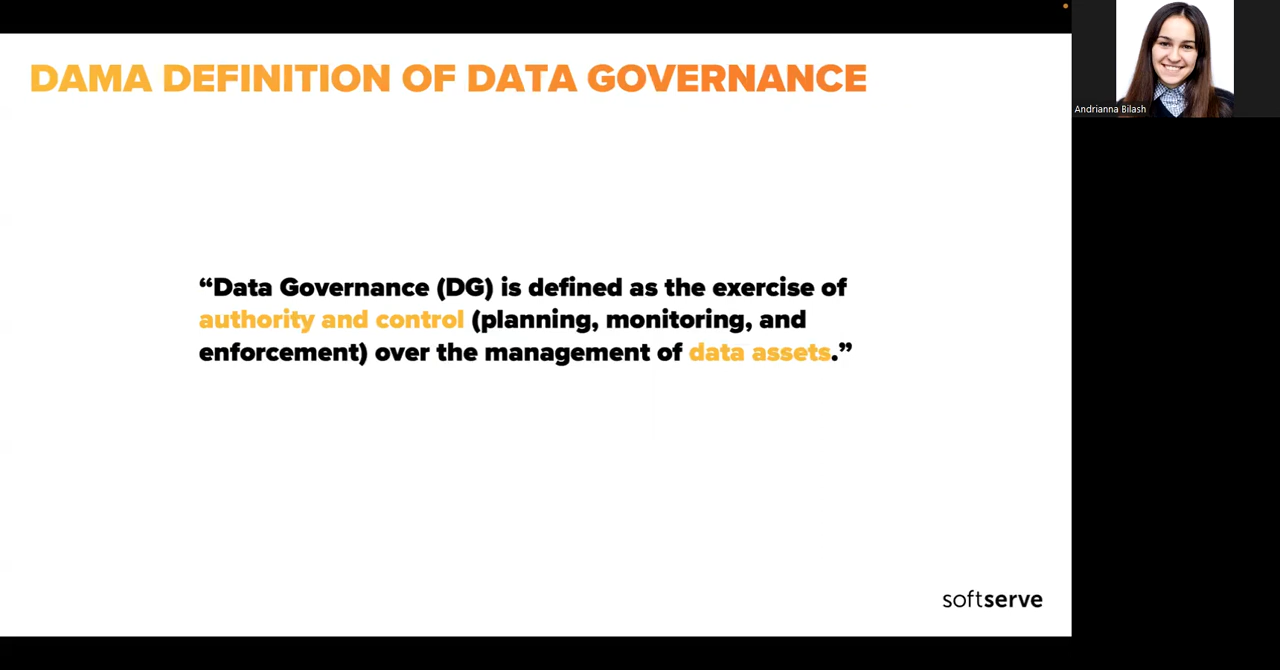 DAMA DEFINITION OF DATA GOVERNANCE
Andrianna Bilash
“Data Governance (DG) is defined as the exercise of
authority and control (planning, monitoring, and
enforcement) over the management of data assets.”
softserve